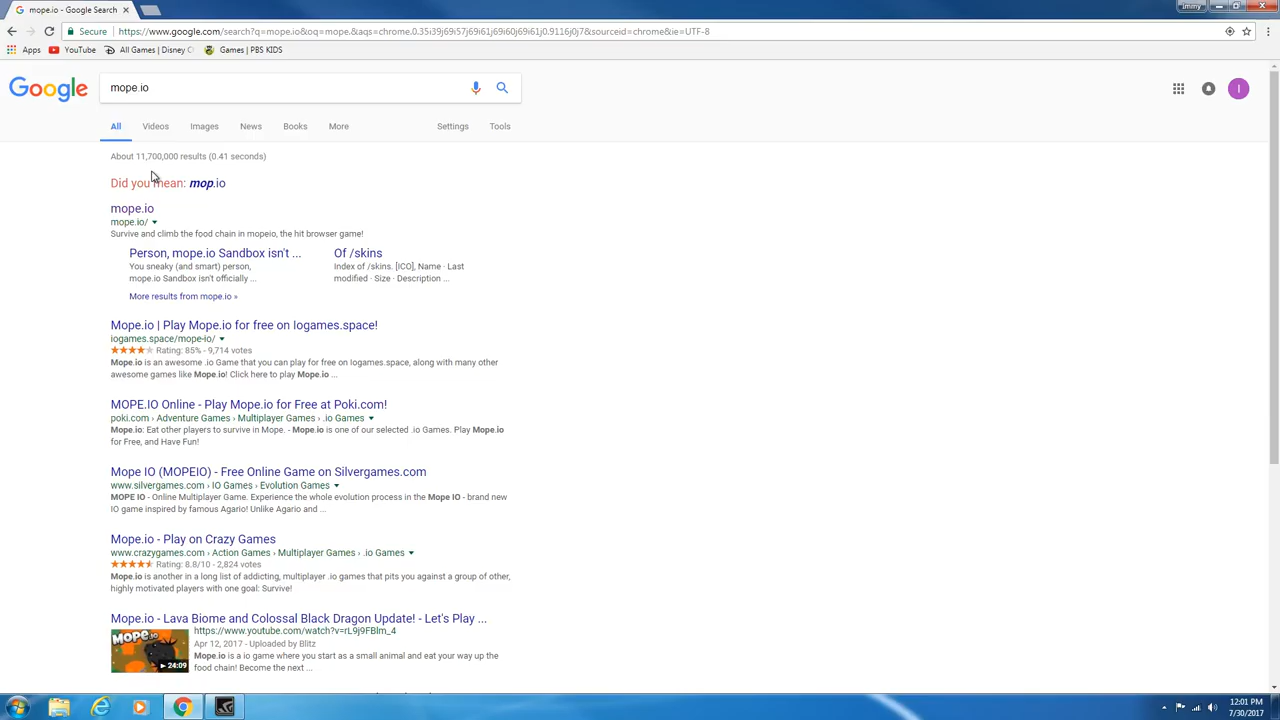 mope.io - Google Search
jimmy
Secure https://www.google.com/search?q=mope.io&oq=mope.&aqs=chrome.0.35i39j69i57j69i61j69i60j69i61j0.9116j0j7&sourceid=chrome&ie=UTF-8
Apps YouTube All Games | Disney Games | PBS KIDS
Google mope.io I
All Videos Images News Books More Settings Tools
About 11,700,000 results (0.41 seconds)
Did you mean: mop.io
mope.io
mope.io/
Survive and climb the food chain in mopeio, the hit browser game!
Person, mope.io Sandbox isn't ... Of /skins
You sneaky (and smart) person, Index of /skins. [ICO], Name · Last
mope.io Sandbox isn't officially ... modified · Size · Description ...
More results from mope.io »
Mope.io | Play Mope.io for free on Iogames.space!
iogames.space/mope-io/
Rating: 85% - 9,714 votes
Mope.io is an awesome .io Game that you can play for free on Iogames.space, along with many other
awesome games like Mope.io! Click here to play Mope.io ...
MOPE.IO Online - Play Mope.io for Free at Poki.com!
poki.com › Adventure Games › Multiplayer Games › .io Games
Mope.io: Eat other players to survive in Mope. - Mope.io is one of our selected .io Games. Play Mope.io
for Free, and Have Fun!
Mope IO (MOPEIO) - Free Online Game on Silvergames.com
www.silvergames.com › IO Games › Evolution Games
MOPE IO - Online Multiplayer Game. Experience the whole evolution process in the Mope IO - brand new
IO game inspired by famous Agario! Unlike Agario and ...
Mope.io - Play on Crazy Games
www.crazygames.com › Action Games › Multiplayer Games › .io Games
Rating: 8.8/10 - 2,824 votes
Mope.io is another in a long list of addicting, multiplayer .io games that pits you against a group of other,
highly motivated players with one goal: Survive!
Mope.io - Lava Biome and Colossal Black Dragon Update! - Let's Play ...
https://www.youtube.com/watch?v=rL9j9FBlm_4
Apr 12, 2017 - Uploaded by Blitz
Mope.io is a io game where you start as a small animal and eat your way up the
food chain! Become the next ...
MOPE.IO
24:09
12:01 PM
7/30/2017